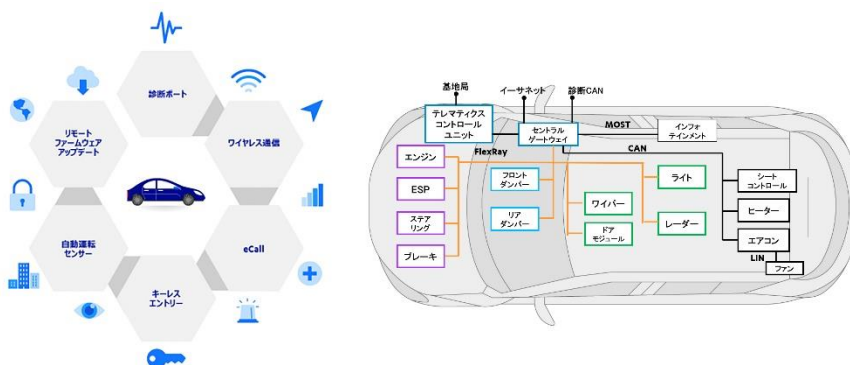 診断ポート
リモート
ファームウェア
アップデート
ワイヤレス通信
自動運転
センサー
eCall
キーレス
エントリー
基地局
イーサネット
診断CAN
テレマティクス
コントロール
ユニット
セントラル
ゲートウェイ
MOST
インフォ
テインメント
FlexRay
CAN
エンジン
ESP
ステア
リング
ブレーキ
フロント
ダンパー
リア
ダンパー
ワイパー
ドア
モジュール
ライト
レーダー
シート
コントロール
ヒーター
エアコン
LIN
ファン